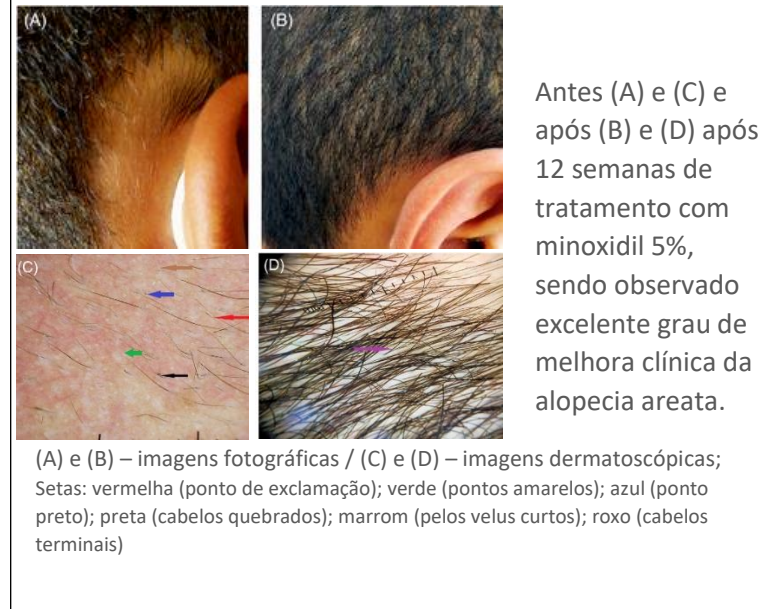 (A)
(B)
Antes (A) e (C) e
após (B) e (D) após
12 semanas de
tratamento com
minoxidil 5%,
sendo observado
excelente grau de
melhora clínica da
alopecia areata.
(C)
(D)
(A) e (B) – imagens fotográficas / (C) e (D) – imagens dermatoscópicas;
Setas: vermelha (ponto de exclamação); verde (pontos amarelos); azul (ponto
preto); preta (cabelos quebrados); marrom (pelos velus curtos); roxo (cabelos
terminais)